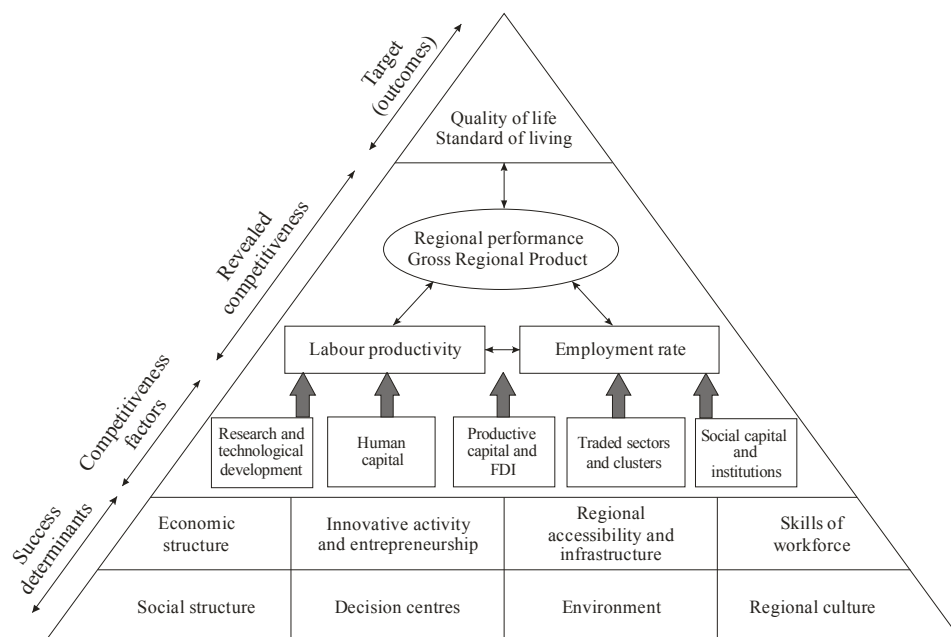 Target
(outcomes)
Quality of life
Standard of living
Revealed
competitiveness
Regional performance
Gross Regional Product
Labour productivity
Employment rate
Competitiveness
factors
Research and
technological
development
Human
capital
Productive
capital and
FDI
Traded sectors
and clusters
Social capital
and
institutions
Success
determinants
Economic
structure
Innovative activity
and entrepreneurship
Regional
accessibility and
infrastructure
Skills of
workforce
Social structure
Decision centres
Environment
Regional culture